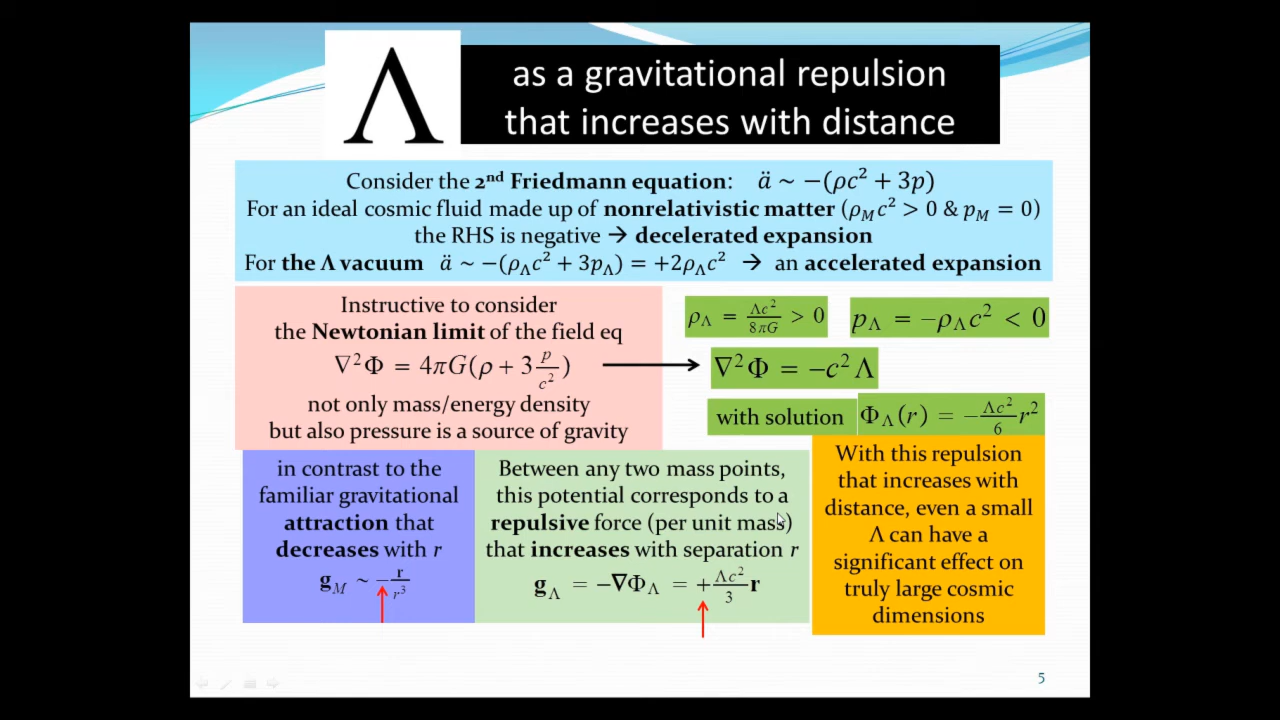 Λ
as a gravitational repulsion
that increases with distance
Consider the 2ⁿᵈ Friedmann equation: ä ~ −(ρc² + 3p)
For an ideal cosmic fluid made up of nonrelativistic matter (ρ_M c² > 0 & p_M = 0)
the RHS is negative → decelerated expansion
For the Λ vacuum ä ~ −(ρ_Λ c² + 3p_Λ) = +2ρ_Λ c² → an accelerated expansion
Instructive to consider
the Newtonian limit of the field eq
∇²Φ = 4πG(ρ + 3 p/c²)
not only mass/energy density
but also pressure is a source of gravity
ρ_Λ = Λc²/8πG > 0
p_Λ = −ρ_Λ c² < 0
∇²Φ = −c²Λ
with solution Φ_Λ(r) = −Λc²/6 r²
in contrast to the
familiar gravitational
attraction that
decreases with r
g_M ~ − r/r³
Between any two mass points,
this potential corresponds to a
repulsive force (per unit mass)
that increases with separation r
g_Λ = −∇Φ_Λ = + Λc²/3 r
With this repulsion
that increases with
distance, even a small
Λ can have a
significant effect on
truly large cosmic
dimensions
5